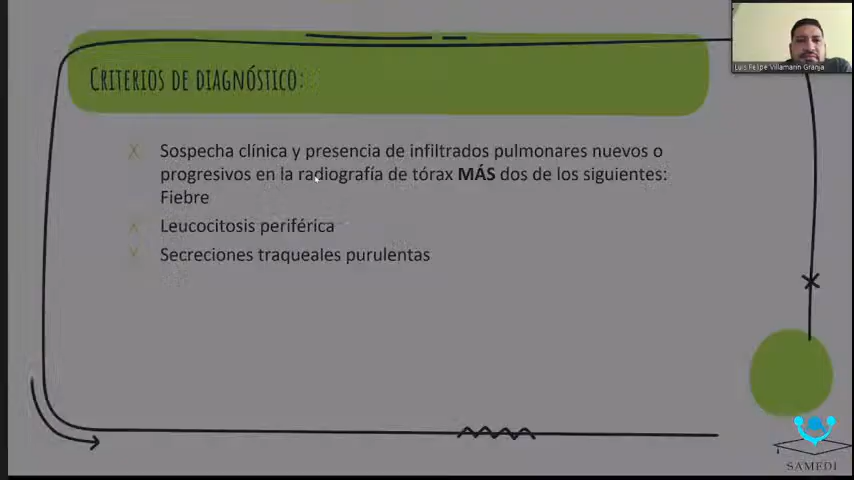 Luis Felipe Villamarin Granja
Criterios de diagnóstico:
Sospecha clínica y presencia de infiltrados pulmonares nuevos o
progresivos en la radiografía de tórax MÁS dos de los siguientes:
Fiebre
Leucocitosis periférica
Secreciones traqueales purulentas
SAMEDI